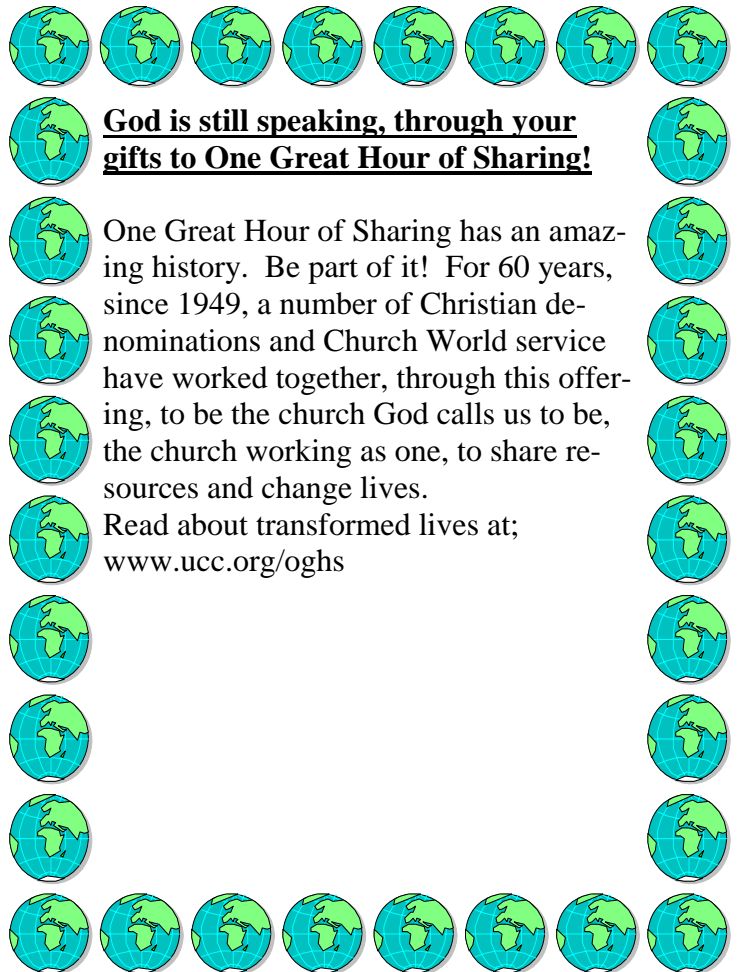 God is still speaking, through your
gifts to One Great Hour of Sharing!
One Great Hour of Sharing has an amaz-
ing history.  Be part of it!  For 60 years,
since 1949, a number of Christian de-
nominations and Church World service
have worked together, through this offer-
ing, to be the church God calls us to be,
the church working as one, to share re-
sources and change lives.
Read about transformed lives at;
www.ucc.org/oghs